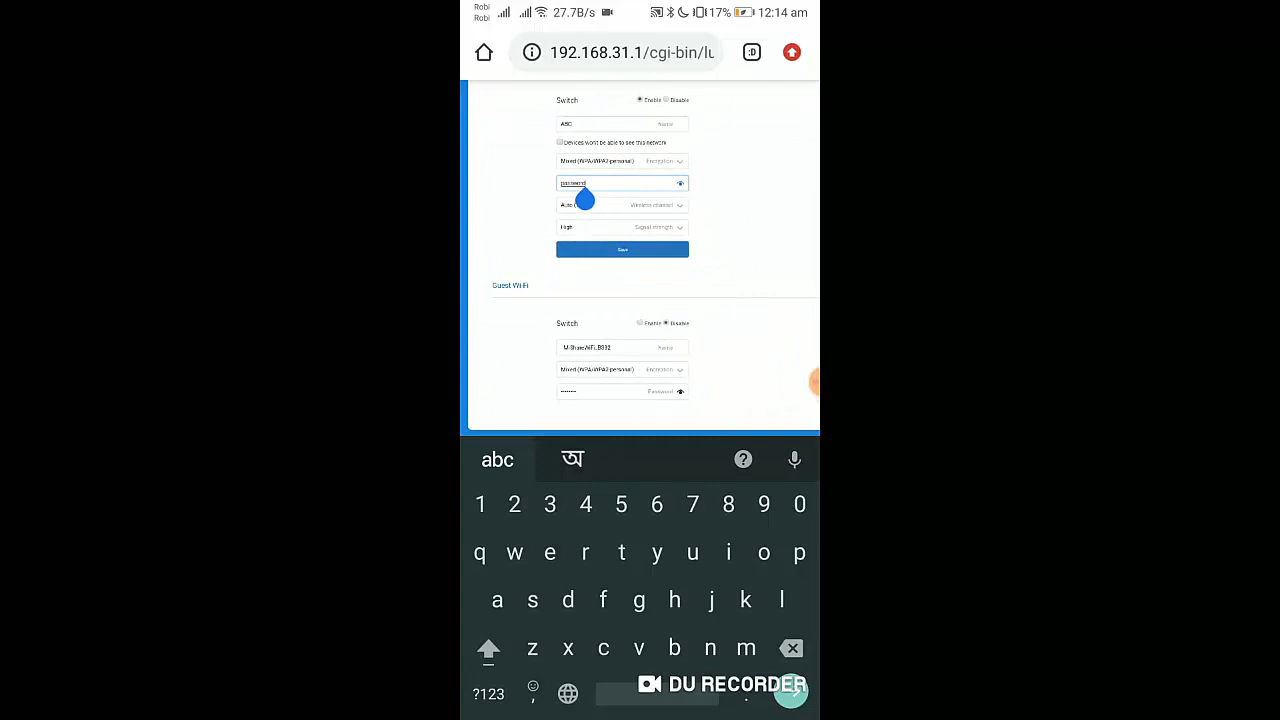 Robi
Robi
27.7B/s
17%
12:14 am
192.168.31.1/cgi-bin/lu
:D
Switch
Enable
Disable
ABC
Name
Devices wont be able to see this network
Mixed (WPA/WPA2-personal)
Encryption
password
Auto
Wireless channel
High
Signal strength
Save
Guest WiFi
Switch
Enable
Disable
Name
Mixed (WPA/WPA2-personal)
Encryption
Password
abc
অ
?
1 2 3 4 5 6 7 8 9 0
q w e r t y u i o p
a s d f g h j k l
z x c v b n m
?123
,
.
DU RECORDER